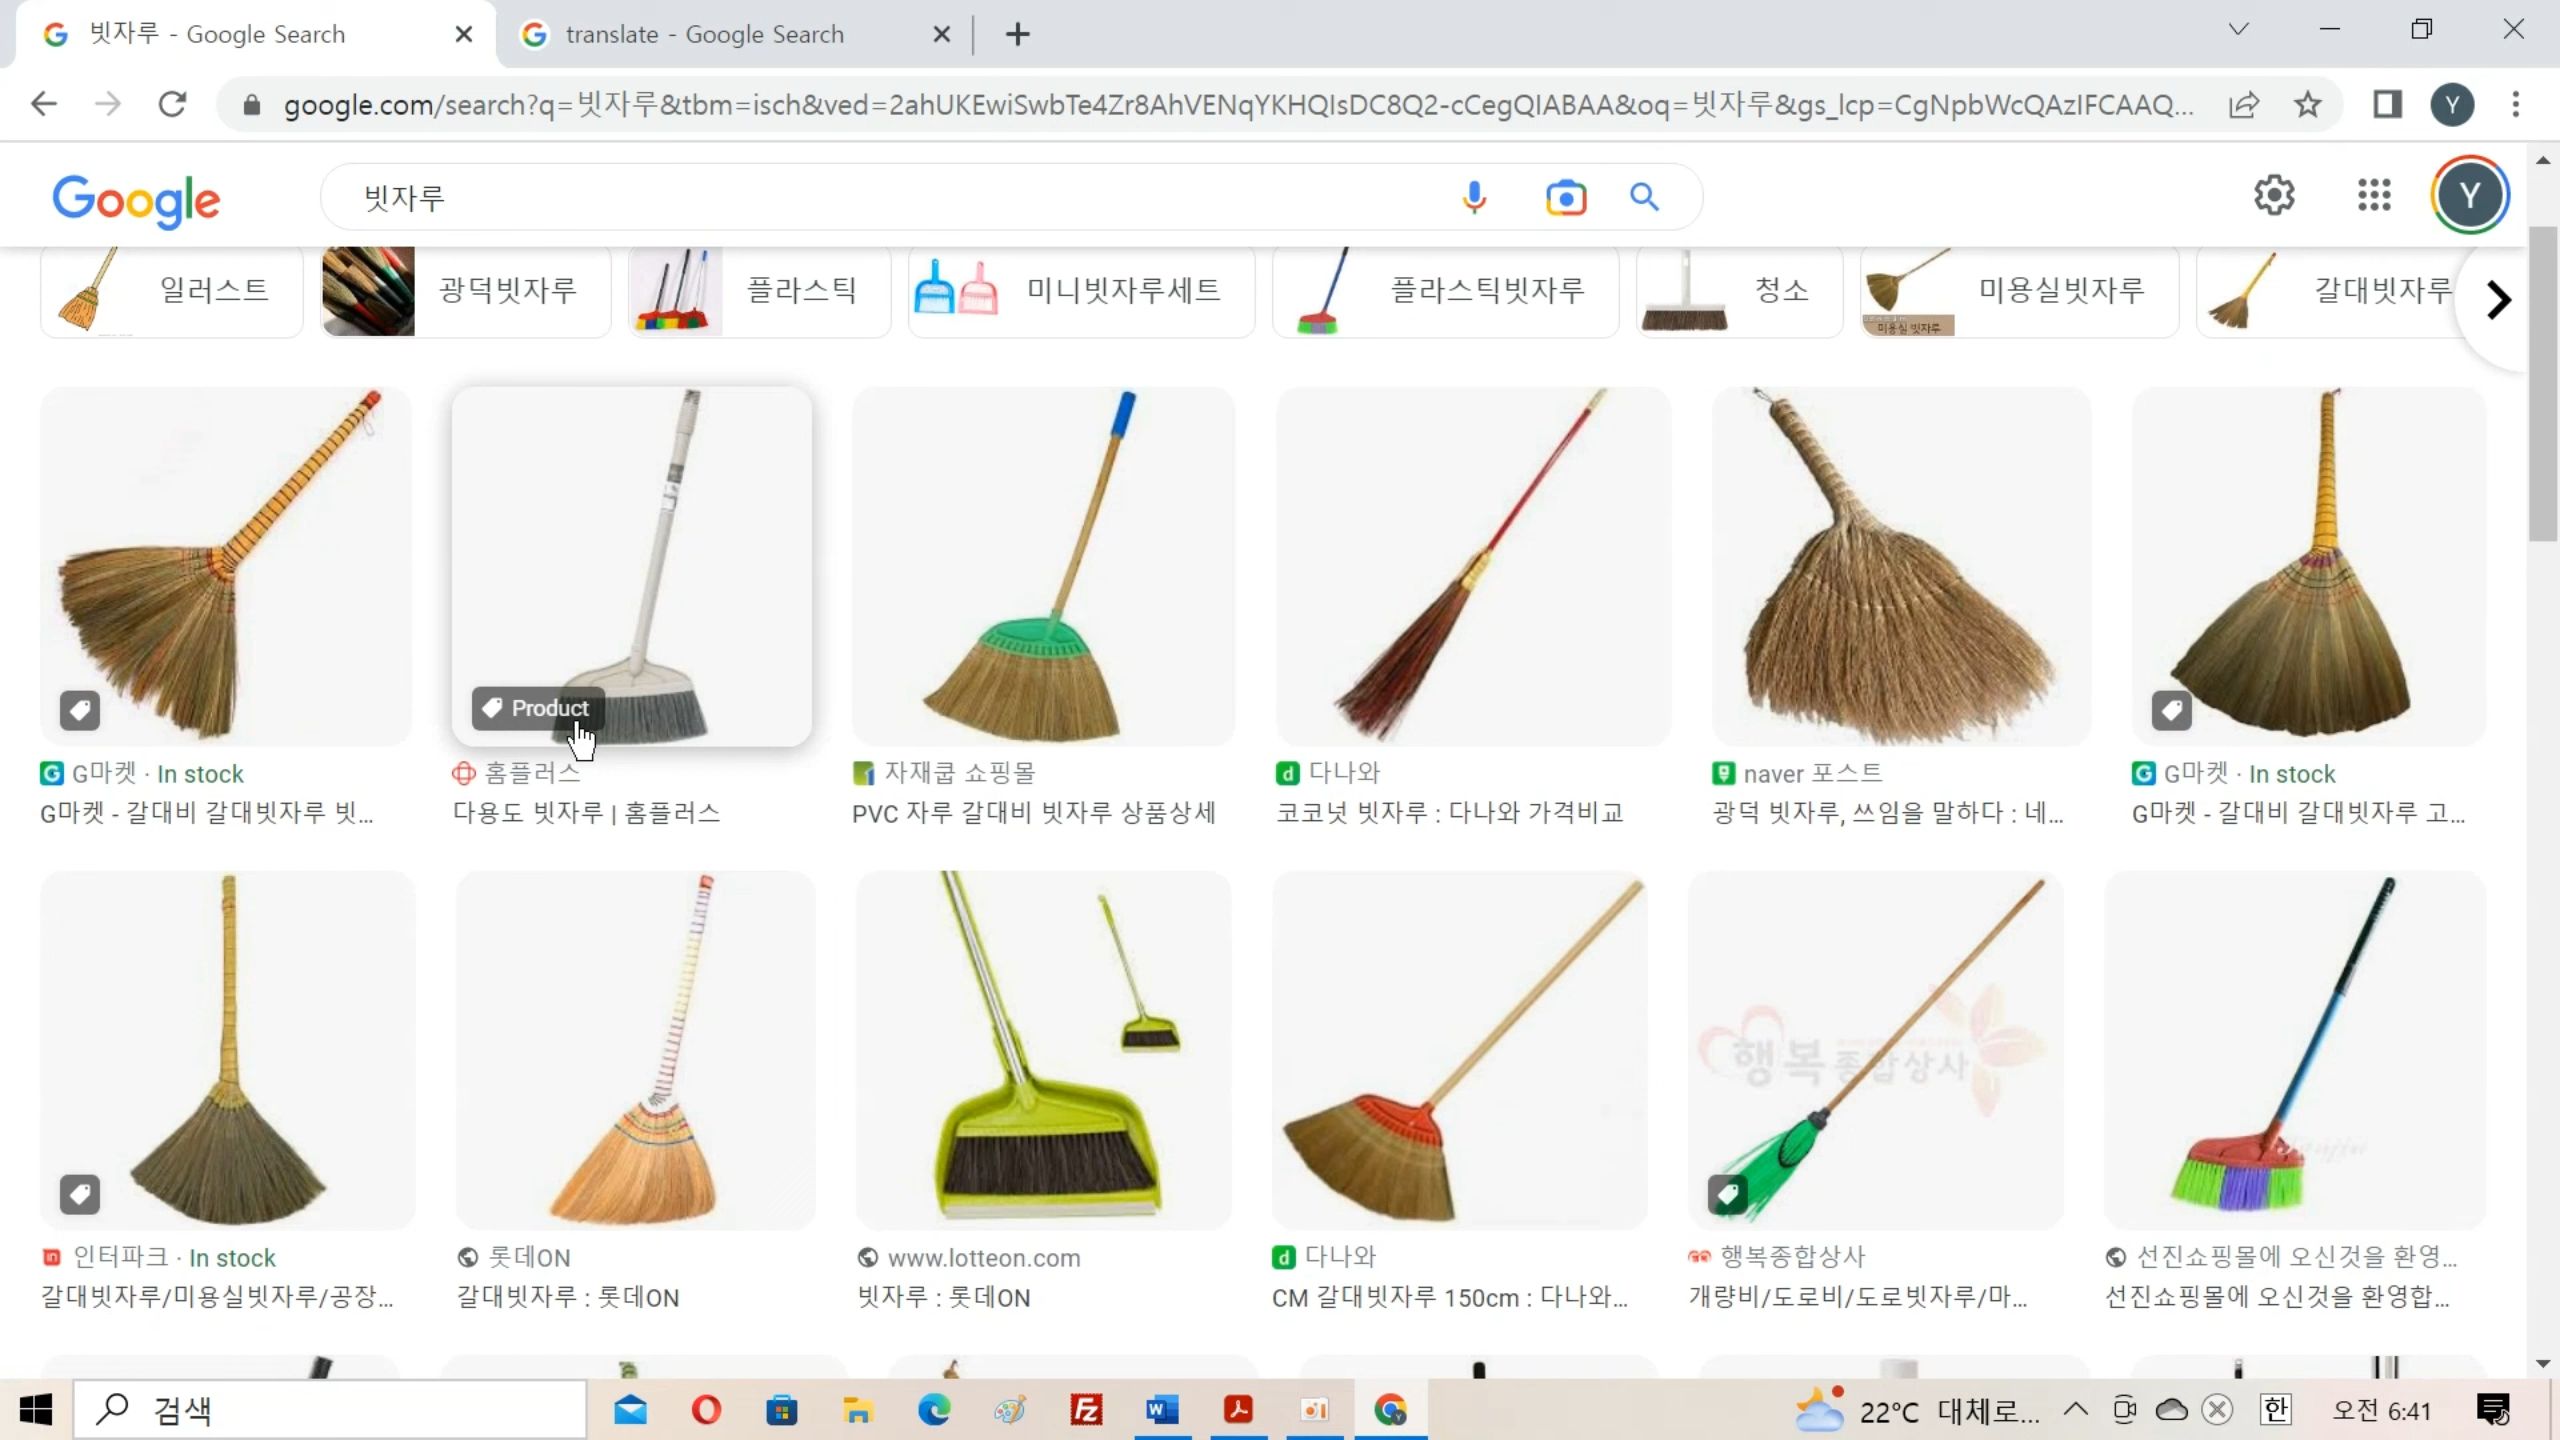 빗자루 - Google Search
translate - Google Search
google.com/search?q=빗자루&tbm=isch&ved=2ahUKEwiSwbTe4Zr8AhVENqYKHQIsDC8Q2-cCegQIABAA&oq=빗자루&gs_lcp=CgNpbWcQAzIFCAAQ...
Y
Google
빗자루
Y
일러스트
광덕빗자루
플라스틱
미니빗자루세트
플라스틱빗자루
청소
미용실 빗자루
미용실빗자루
갈대빗자루
Product
G마켓 · In stock
홈플러스
자재쿱 쇼핑몰
다나와
naver 포스트
G마켓 · In stock
G마켓 - 갈대비 갈대빗자루 빗...
다용도 빗자루 | 홈플러스
PVC 자루 갈대비 빗자루 상품상세
코코넛 빗자루 : 다나와 가격비교
광덕 빗자루, 쓰임을 말하다 : 네...
G마켓 - 갈대비 갈대빗자루 고...
행복종합상사
인터파크 · In stock
롯데ON
www.lotteon.com
다나와
행복종합상사
선진쇼핑몰에 오신것을 환영...
갈대빗자루/미용실빗자루/공장...
갈대빗자루 : 롯데ON
빗자루 : 롯데ON
CM 갈대빗자루 150cm : 다나와...
개량비/도로비/도로빗자루/마...
선진쇼핑몰에 오신것을 환영합...
검색
22°C 대체로...
한
오전 6:41